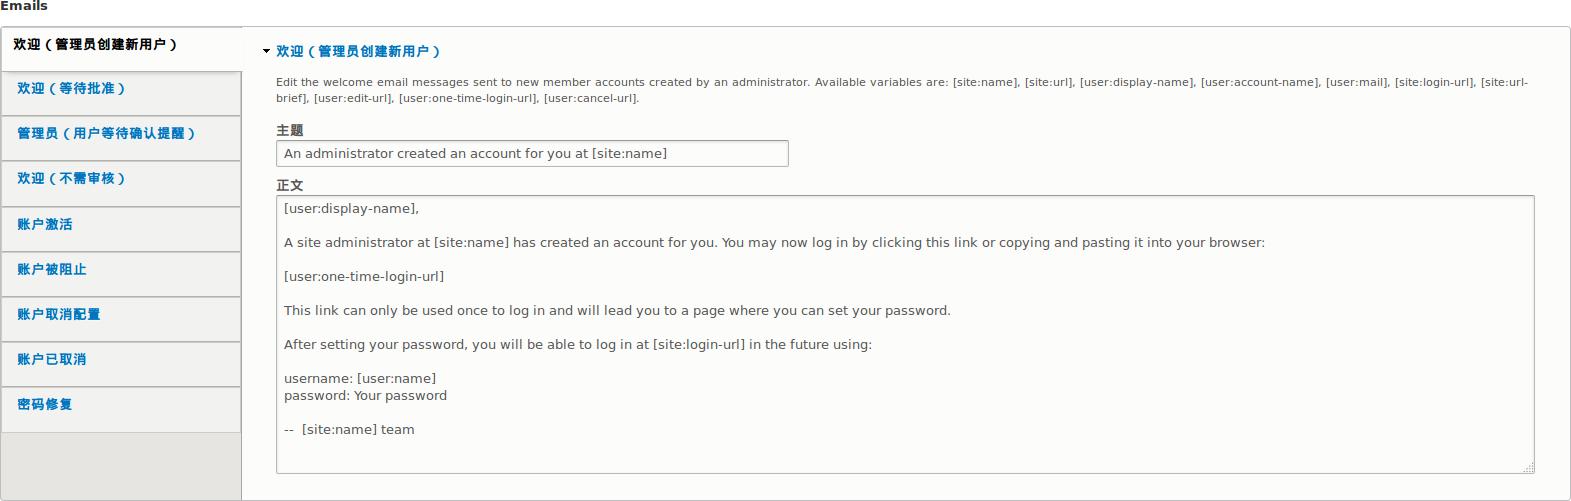 Emails
欢迎（管理员创建新用户）
欢迎（等待批准）
管理员（用户等待确认提醒）
欢迎（不需审核）
账户激活
账户被阻止
账户取消配置
账户已取消
密码修复
欢迎（管理员创建新用户）
Edit the welcome email messages sent to new member accounts created by an administrator. Available variables are: [site:name], [site:url], [user:display-name], [user:account-name], [user:mail], [site:login-url], [site:url-
brief], [user:edit-url], [user:one-time-login-url], [user:cancel-url].
主题
An administrator created an account for you at [site:name]
正文
[user:display-name],
A site administrator at [site:name] has created an account for you. You may now log in by clicking this link or copying and pasting it into your browser:
[user:one-time-login-url]
This link can only be used once to log in and will lead you to a page where you can set your password.
After setting your password, you will be able to log in at [site:login-url] in the future using:
username: [user:name]
password: Your password
--  [site:name] team